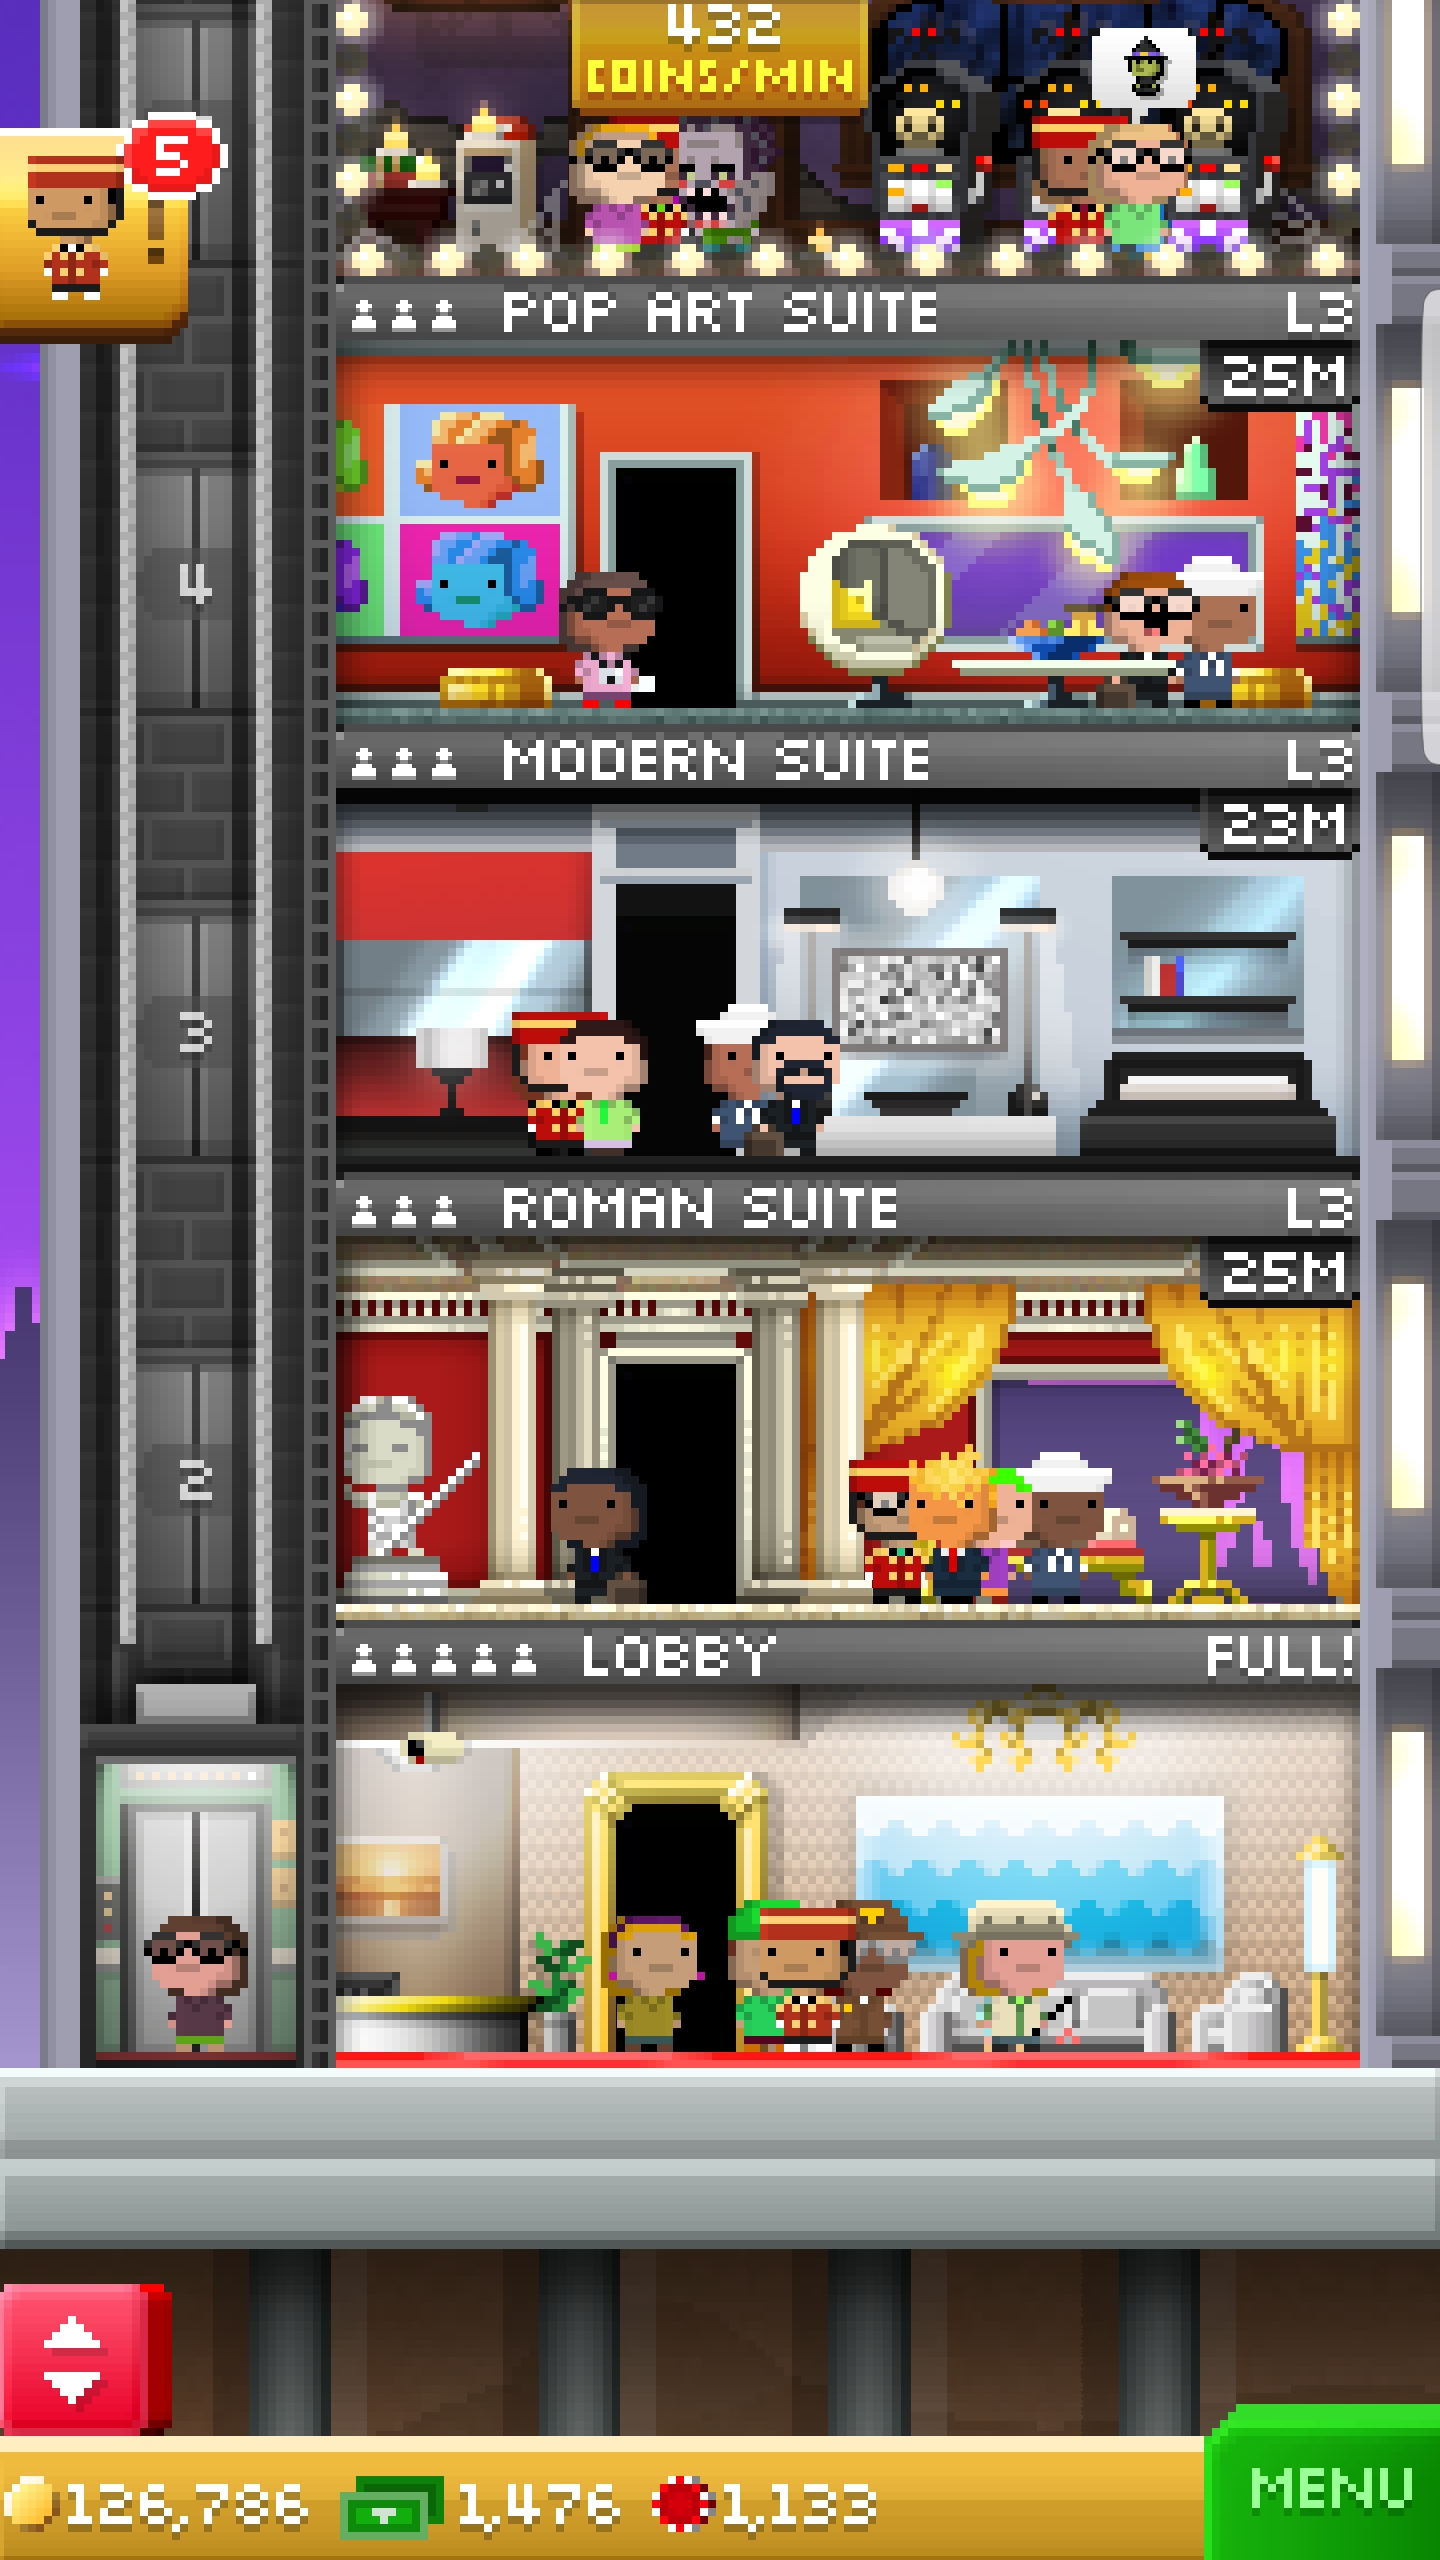 432
COINS/MIN
5
!
POP ART SUITE L3
25M
4
MODERN SUITE L3
23M
3
ROMAN SUITE L3
25M
2
LOBBY FULL!
126,786 1,476 1,133
MENU